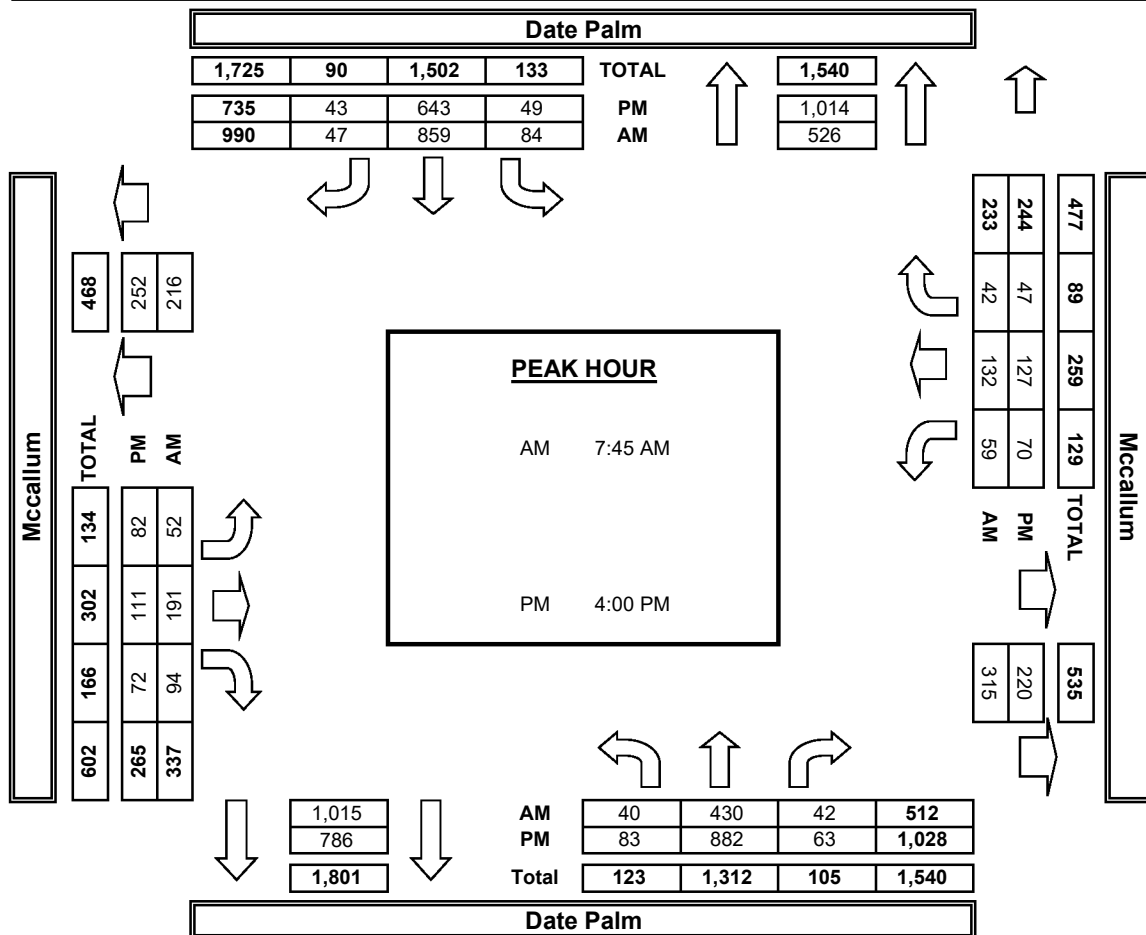 Date Palm
1,725 90 1,502 133 TOTAL 1,540
735 43 643 49 PM 1,014
990 47 859 84 AM 526
Mccallum
468
252
216
TOTAL
PM
AM
134 302 166 602
82 111 72 265
52 191 94 337
PEAK HOUR
AM 7:45 AM
PM 4:00 PM
477 89 259 129 TOTAL
244 47 127 70 PM
233 42 132 59 AM
535
220
315
Mccallum
1,015 AM 40 430 42 512
786 PM 83 882 63 1,028
1,801 Total 123 1,312 105 1,540
Date Palm